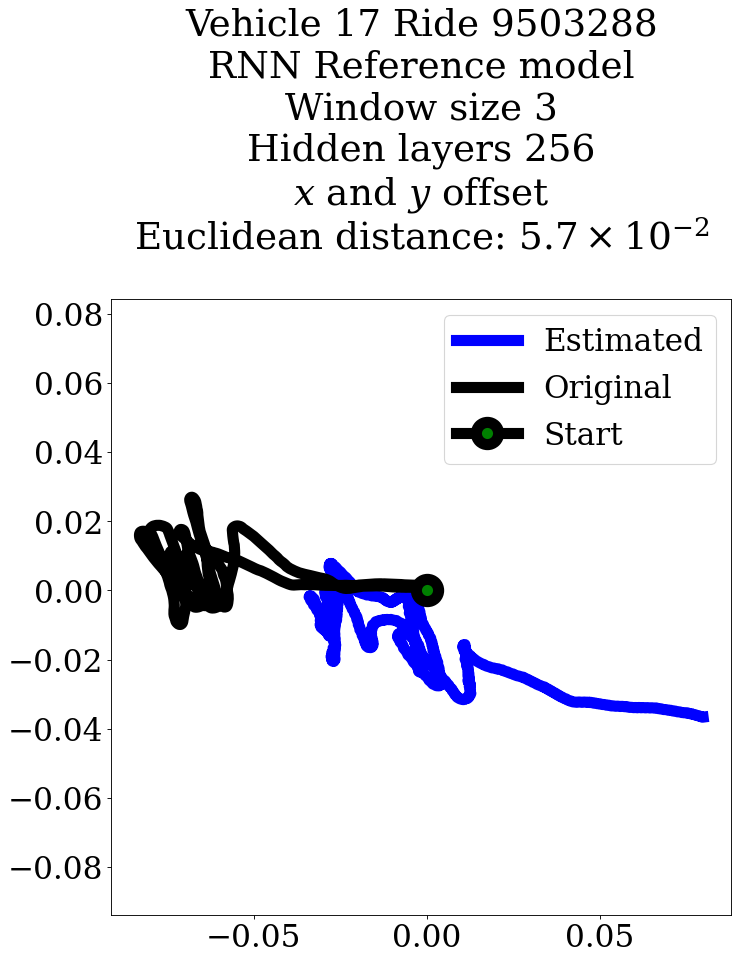 Vehicle 17 Ride 9503288
RNN Reference model
Window size 3
Hidden layers 256
x and y offset
Euclidean distance: 5.7 × 10⁻²
Estimated
Original
Start
0.08
0.06
0.04
0.02
0.00
−0.02
−0.04
−0.06
−0.08
−0.05 0.00 0.05